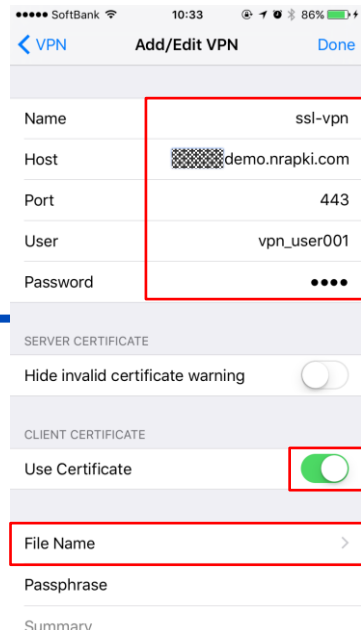 SoftBank 10:33 86%
VPN Add/Edit VPN Done
Name ssl-vpn
Host demo.nrapki.com
Port 443
User vpn_user001
Password ••••
SERVER CERTIFICATE
Hide invalid certificate warning
CLIENT CERTIFICATE
Use Certificate
File Name
Passphrase
Summary